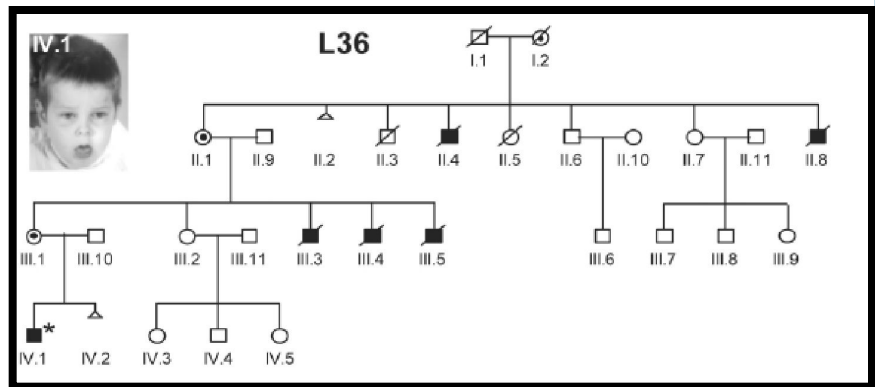 IV.1
L36
I.1 I.2
II.1 II.9 II.2 II.3 II.4 II.5 II.6 II.10 II.7 II.11 II.8
III.1 III.10 III.2 III.11 III.3 III.4 III.5 III.6 III.7 III.8 III.9
*
IV.1 IV.2 IV.3 IV.4 IV.5